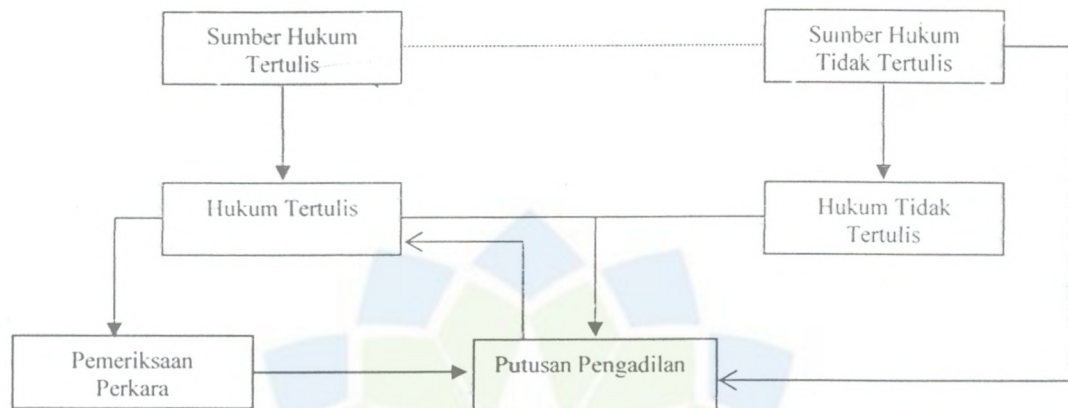 Sumber Hukum
Tertulis
Sumber Hukum
Tidak Tertulis
Hukum Tertulis
Hukum Tidak
Tertulis
Pemeriksaan
Perkara
Putusan Pengadilan